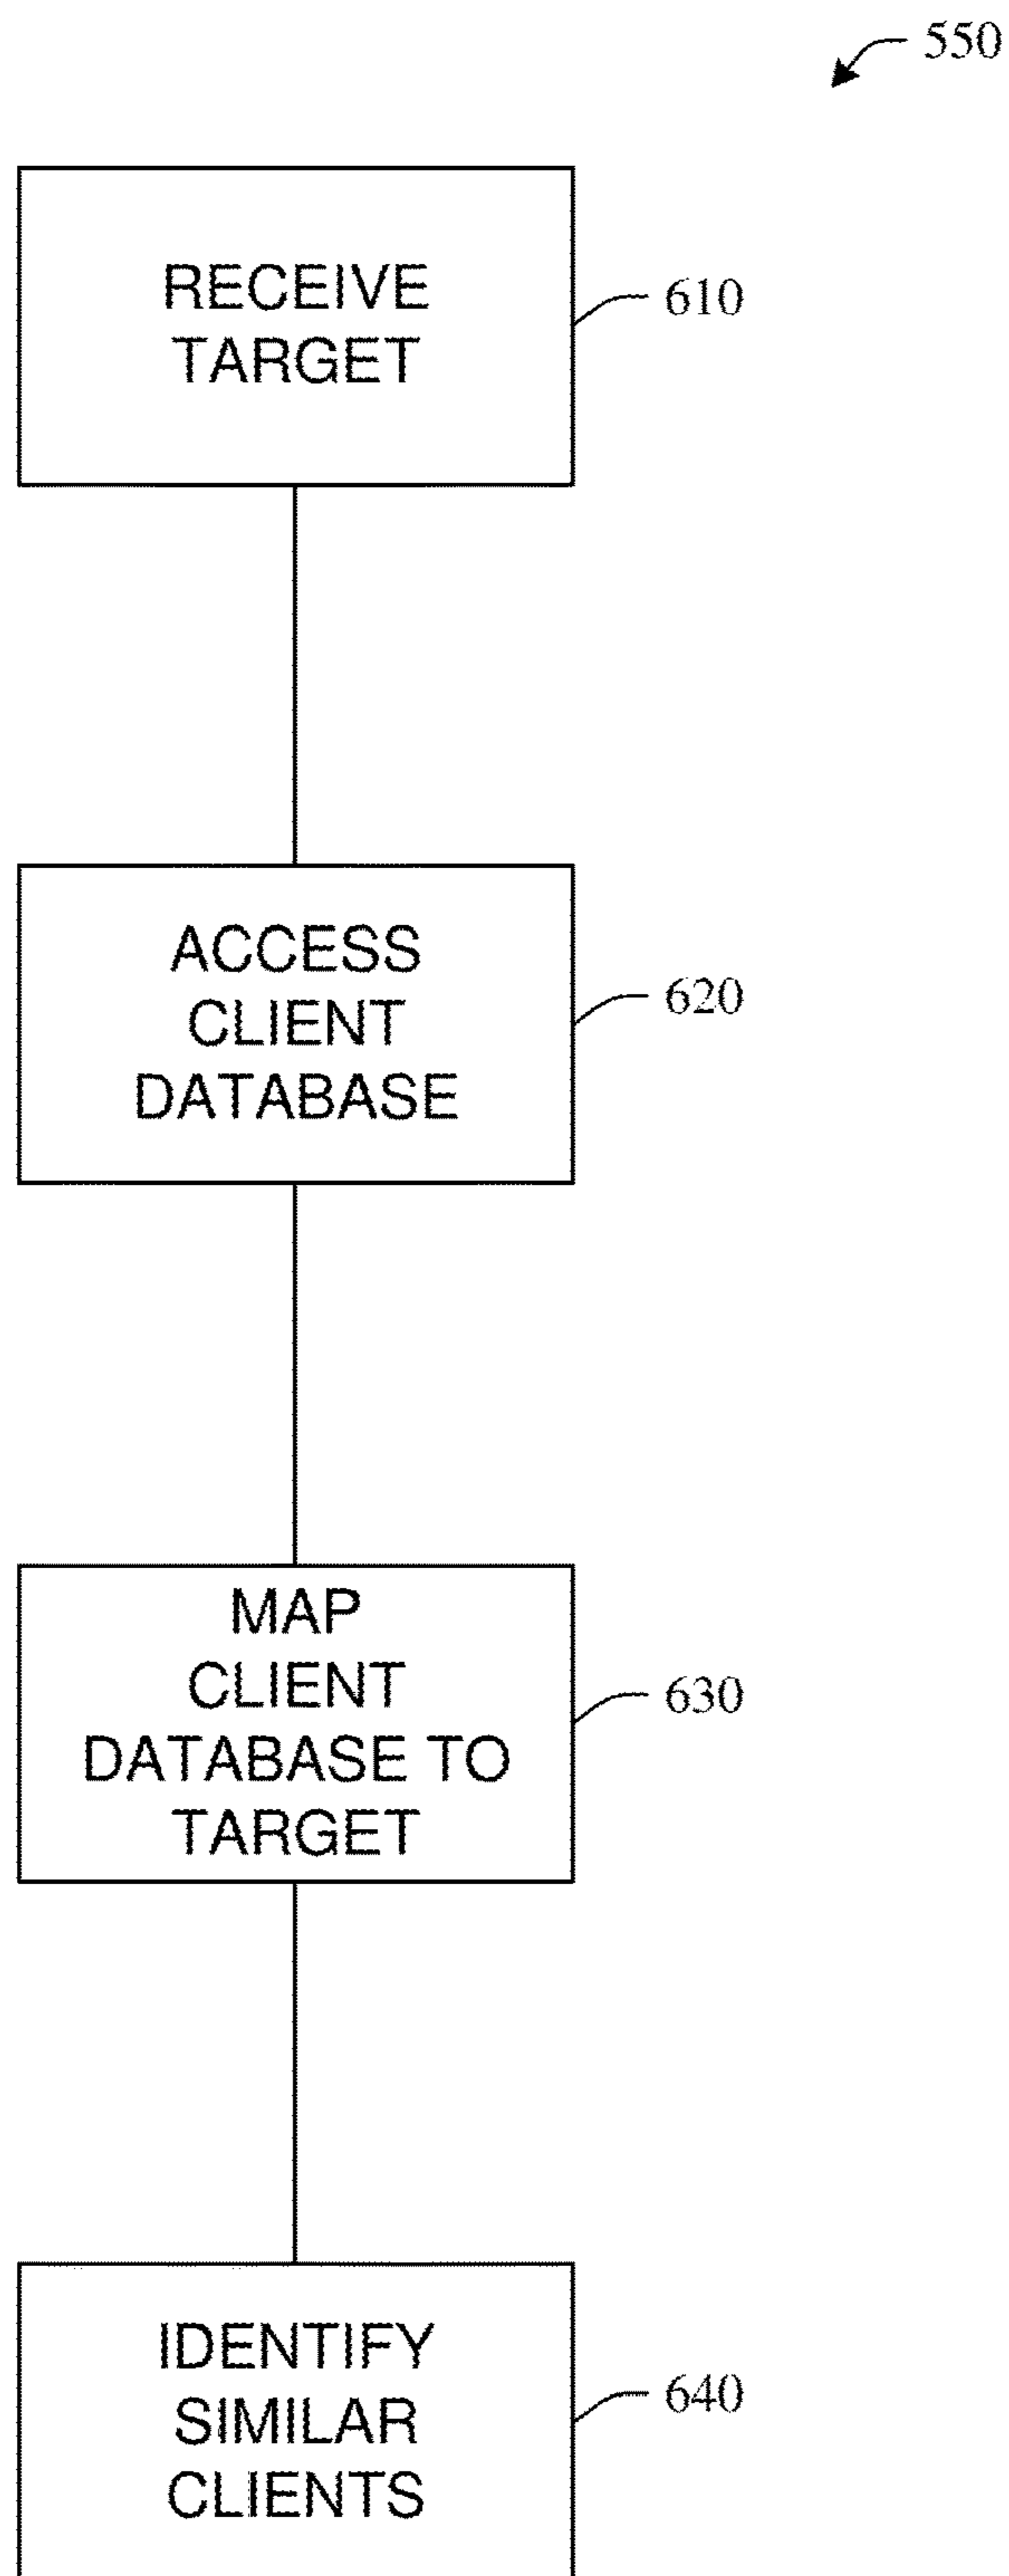 550
RECEIVE
TARGET
610
ACCESS
CLIENT
DATABASE
620
MAP
CLIENT
DATABASE TO
TARGET
630
IDENTIFY
SIMILAR
CLIENTS
640